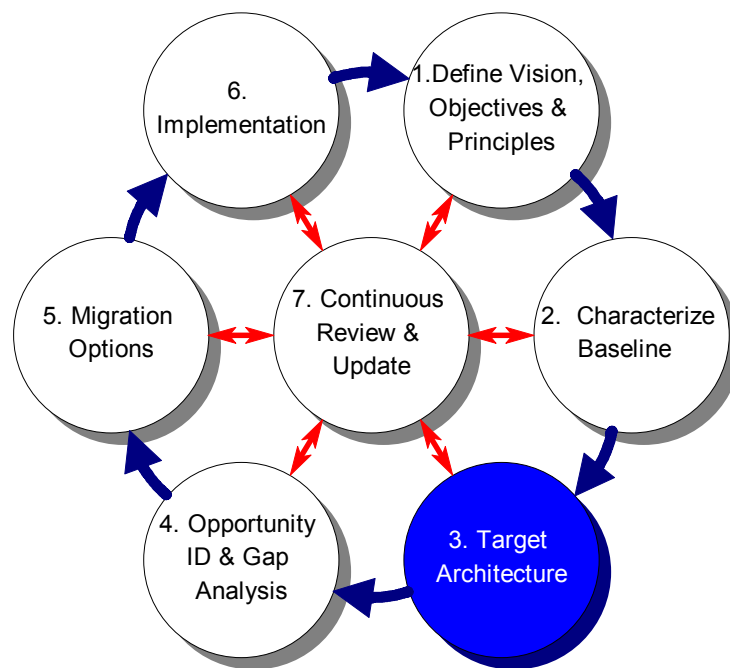 1.Define Vision,
Objectives &
Principles
2. Characterize
Baseline
3. Target
Architecture
4. Opportunity
ID & Gap
Analysis
5. Migration
Options
6.
Implementation
7. Continuous
Review &
Update